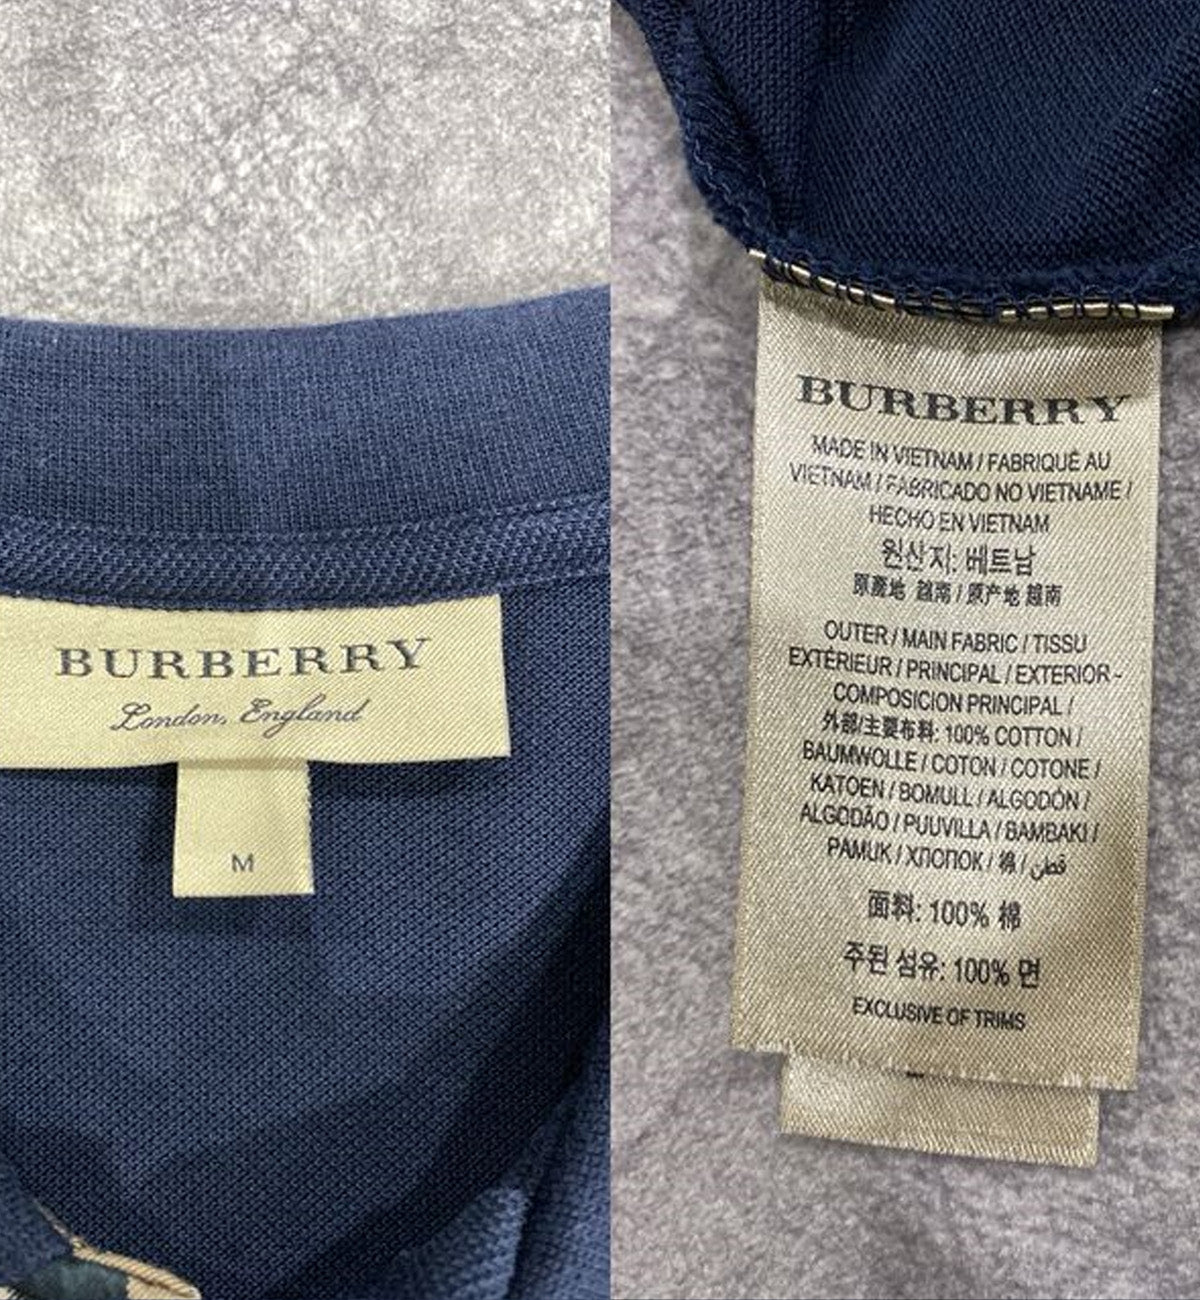 BURBERRY
London, England
M
BURBERRY
MADE IN VIETNAM / FABRIQUÉ AU
VIETNAM / FABRICADO NO VIETNAME /
HECHO EN VIETNAM
원산지: 베트남
原產地 越南 / 原产地 越南
OUTER / MAIN FABRIC / TISSU
EXTÉRIEUR / PRINCIPAL / EXTERIOR-
COMPOSICION PRINCIPAL /
外部/主要布料: 100% COTTON /
BAUMWOLLE / COTON / COTONE /
KATOEN / BOMULL / ALGODÓN /
ALGODÃO / PUUVILLA / BAMBAKI /
PAMUK / ХЛОПОК / 綿 / قطن
面料: 100% 棉
주된 섬유: 100% 면
EXCLUSIVE OF TRIMS